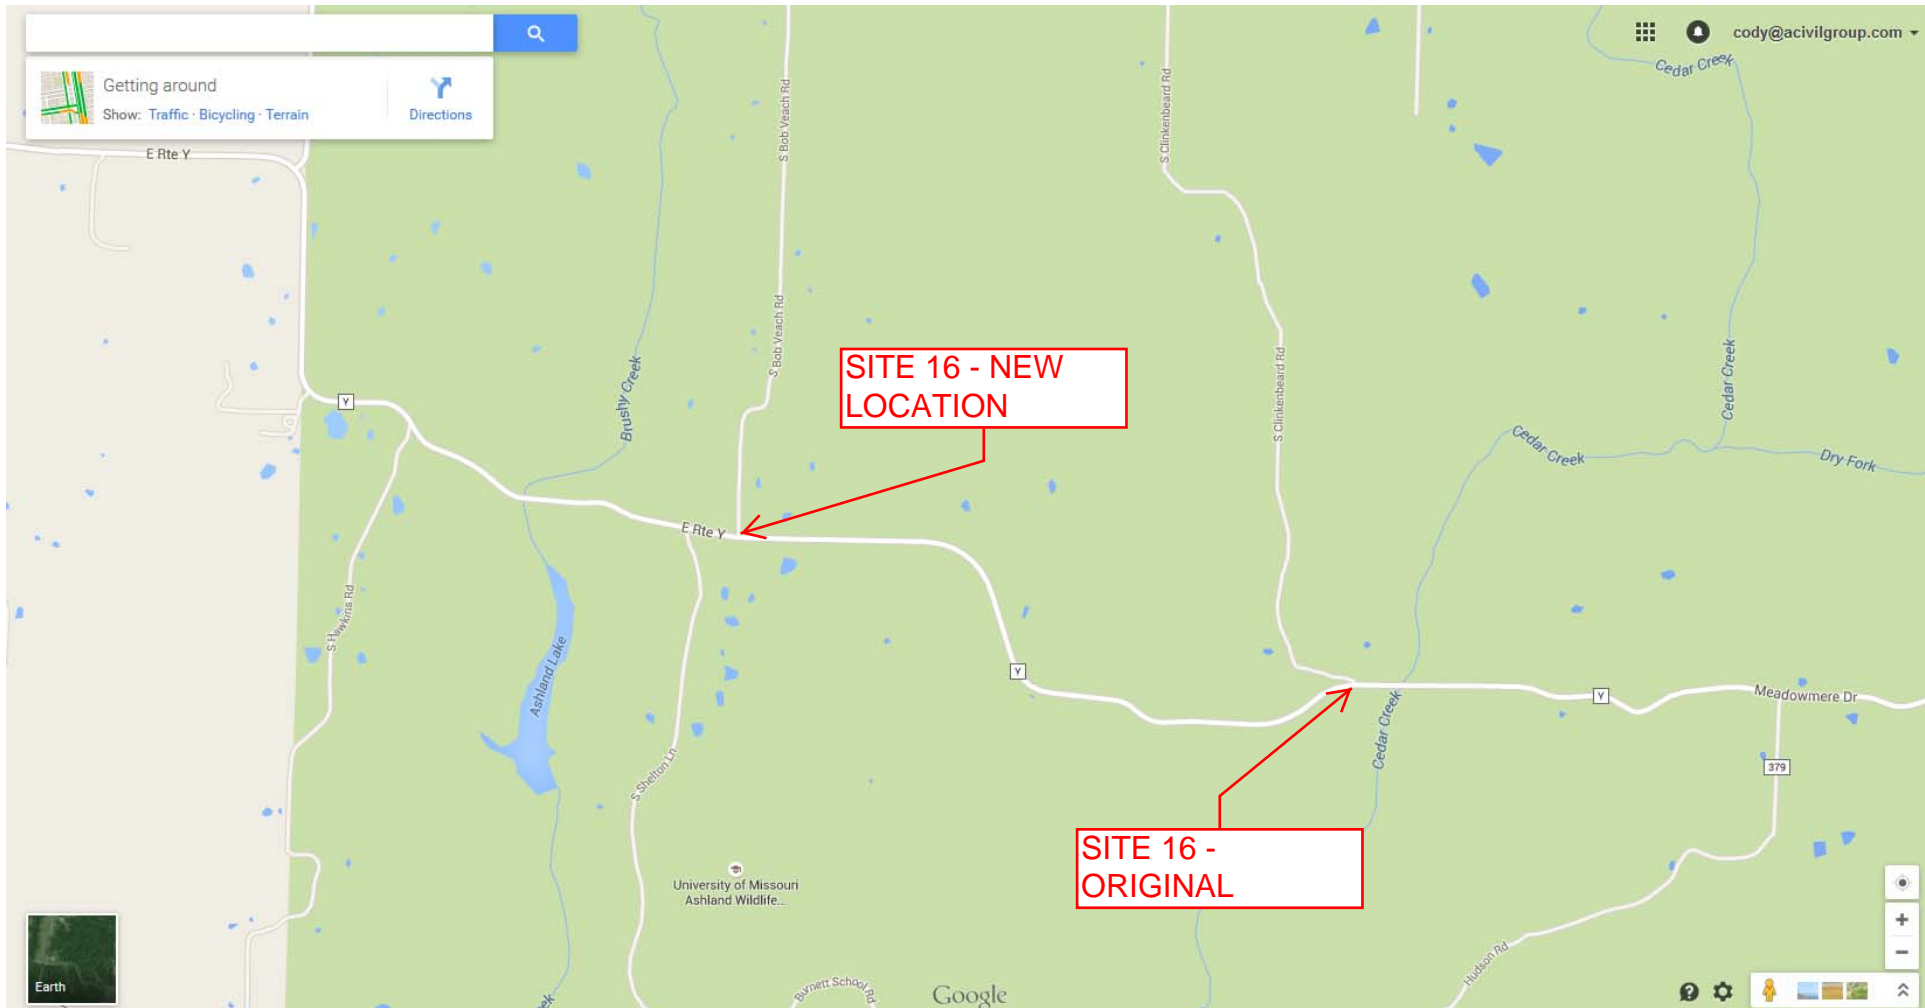 cody@acivilgroup.com
Getting around
Show: Traffic · Bicycling · Terrain
Directions
E Rte Y
S Bob Veach Rd
S Clinkenbeard Rd
Cedar Creek
S Bob Veach Rd
Brushy Creek
SITE 16 - NEW
LOCATION
S Clinkenbeard Rd
Cedar Creek
Y
Cedar Creek
Dry Fork
E Rte Y
S Hawkins Rd
Ashland Lake
Y
Y
Meadowmere Dr
Cedar Creek
S Shelton Ln
379
SITE 16 -
ORIGINAL
University of Missouri
Ashland Wildlife...
Hudson Rd
Burnett School Rd
Google
Earth
+
−